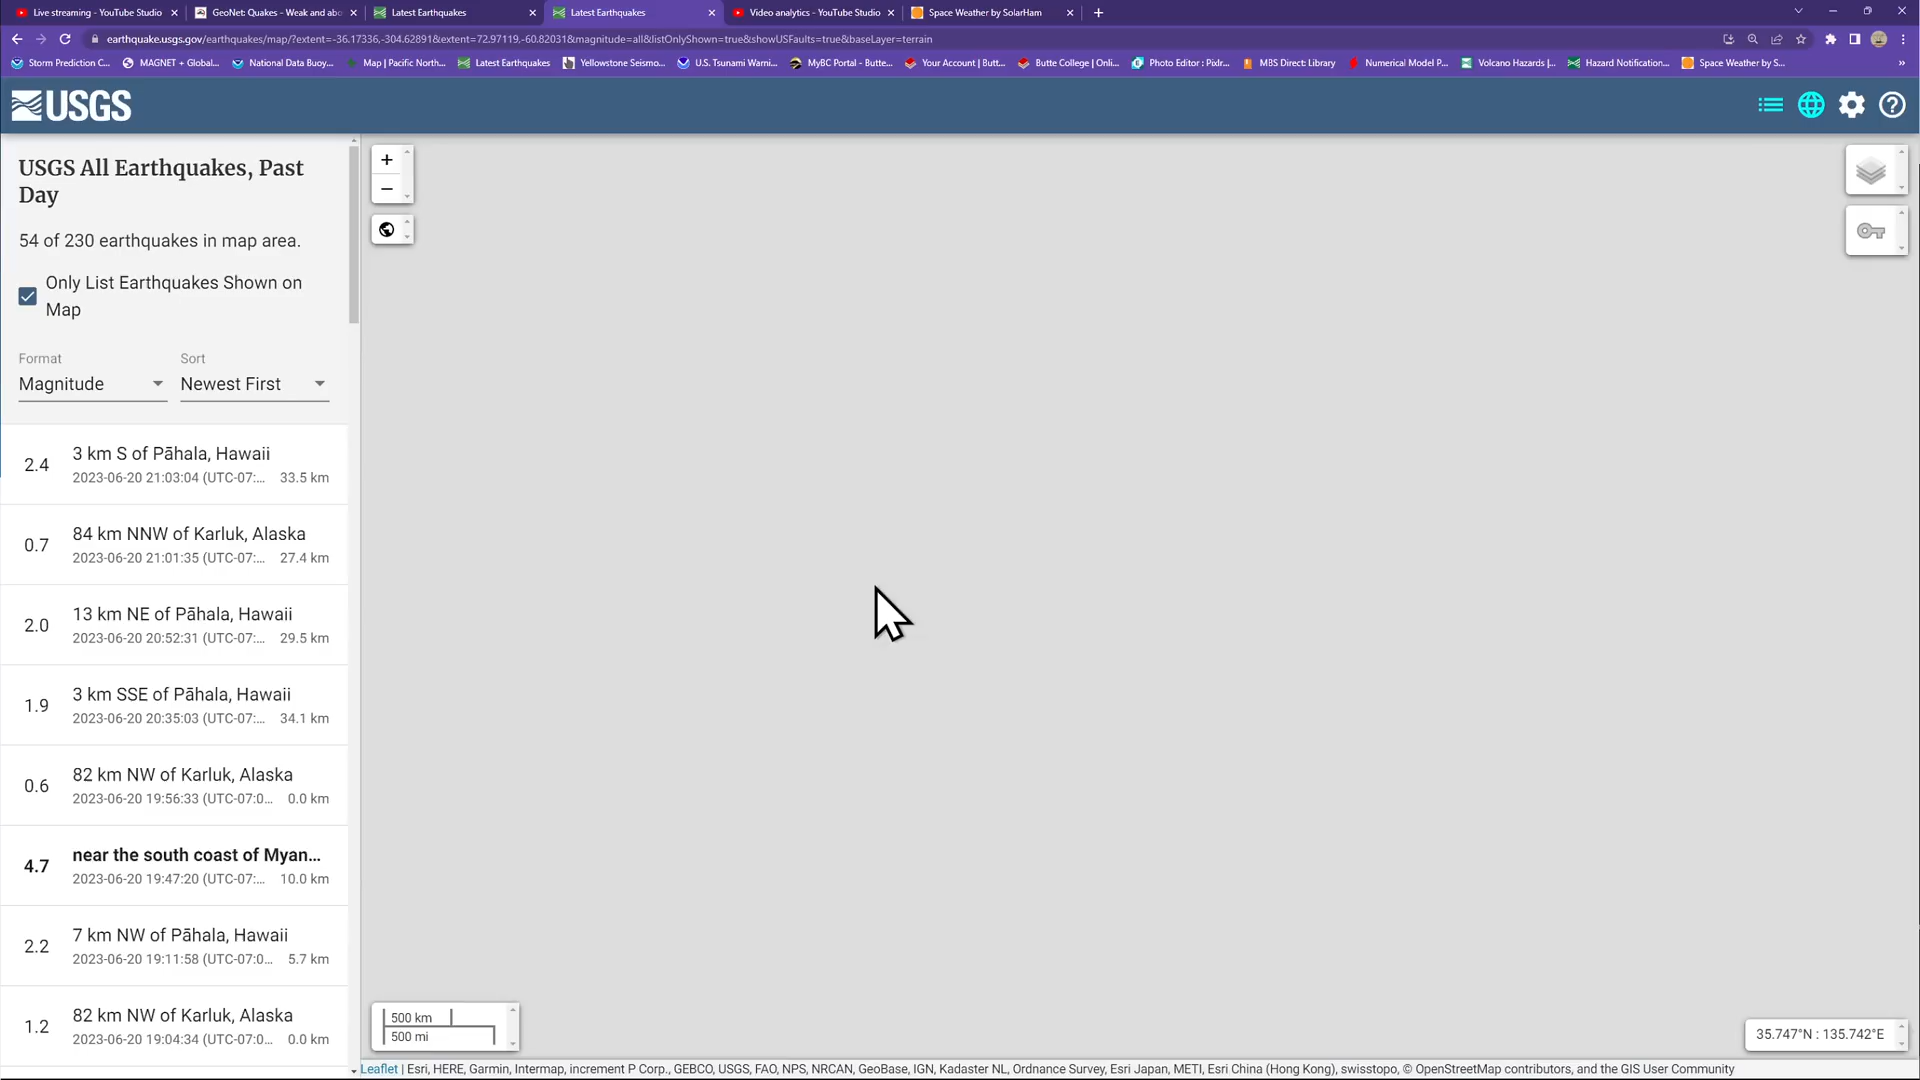 Live streaming - YouTube Studio
GeoNet: Quakes - Weak and abo
Latest Earthquakes
Latest Earthquakes
Video analytics - YouTube Studio
Space Weather by SolarHam
earthquake.usgs.gov/earthquakes/map/?extent=-36.17336,-304.62891&extent=72.97119,-60.82031&magnitude=all&listOnlyShown=true&showUSFaults=true&baseLayer=terrain
Storm Prediction C...
MAGNET + Global...
National Data Buoy...
Map | Pacific North...
Latest Earthquakes
Yellowstone Seismo...
U.S. Tsunami Warni...
MyBC Portal - Butte...
Your Account | Butt...
Butte College | Onli...
Photo Editor : Pixlr...
MBS Direct Library
Numerical Model P...
Volcano Hazards |...
Hazard Notification...
Space Weather by S...
USGS
USGS All Earthquakes, Past
Day
54 of 230 earthquakes in map area.
Only List Earthquakes Shown on
Map
Format
Sort
Magnitude
Newest First
2.4
3 km S of Pāhala, Hawaii
2023-06-20 21:03:04 (UTC-07:...
33.5 km
0.7
84 km NNW of Karluk, Alaska
2023-06-20 21:01:35 (UTC-07:...
27.4 km
2.0
13 km NE of Pāhala, Hawaii
2023-06-20 20:52:31 (UTC-07:...
29.5 km
1.9
3 km SSE of Pāhala, Hawaii
2023-06-20 20:35:03 (UTC-07:...
34.1 km
0.6
82 km NW of Karluk, Alaska
2023-06-20 19:56:33 (UTC-07:0...
0.0 km
4.7
near the south coast of Myan...
2023-06-20 19:47:20 (UTC-07:...
10.0 km
2.2
7 km NW of Pāhala, Hawaii
2023-06-20 19:11:58 (UTC-07:0...
5.7 km
1.2
82 km NW of Karluk, Alaska
2023-06-20 19:04:34 (UTC-07:0...
0.0 km
500 km
500 mi
35.747°N : 135.742°E
Leaflet | Esri, HERE, Garmin, Intermap, increment P Corp., GEBCO, USGS, FAO, NPS, NRCAN, GeoBase, IGN, Kadaster NL, Ordnance Survey, Esri Japan, METI, Esri China (Hong Kong), swisstopo, © OpenStreetMap contributors, and the GIS User Community